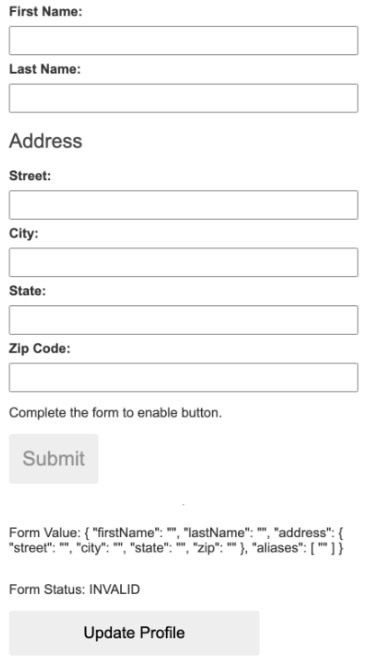 First Name:
Last Name:
Address
Street:
City:
State:
Zip Code:
Complete the form to enable button.
Submit
Form Value: { "firstName": "", "lastName": "", "address": {
"street": "", "city": "", "state": "", "zip": "" }, "aliases": [ "" ] }
Form Status: INVALID
Update Profile